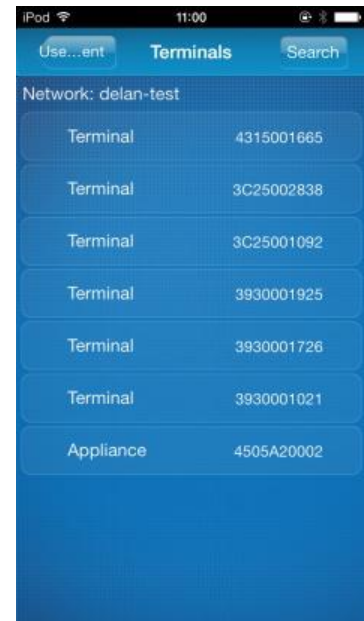 iPod 11:00
Use...ent Terminals Search
Network: delan-test
Terminal 4315001665
Terminal 3C25002838
Terminal 3C25001092
Terminal 3930001925
Terminal 3930001726
Terminal 3930001021
Appliance 4505A20002